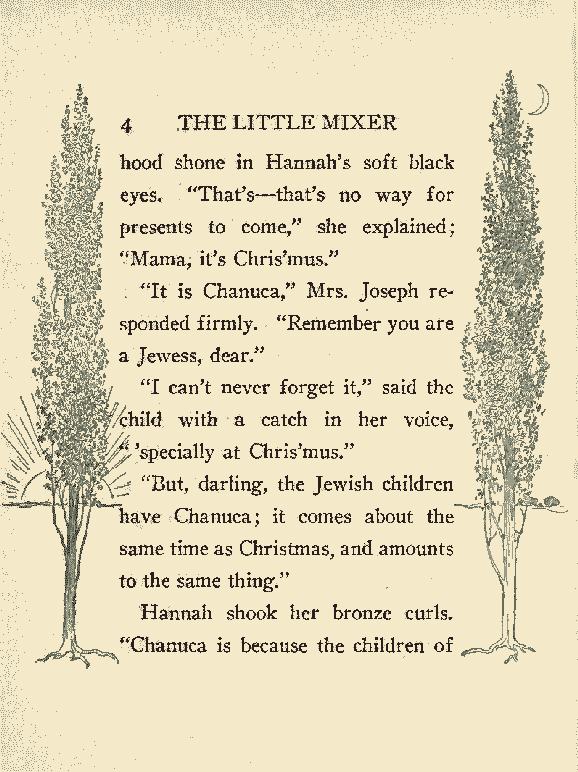 4 THE LITTLE MIXER
hood shone in Hannah's soft black
eyes. "That's—that's no way for
presents to come," she explained;
"Mama, it's Chris'mus."
"It is Chanuca," Mrs. Joseph re-
sponded firmly. "Remember you are
a Jewess, dear."
"I can't never forget it," said the
child with a catch in her voice,
" 'specially at Chris'mus."
"But, darling, the Jewish children
have Chanuca; it comes about the
same time as Christmas, and amounts
to the same thing."
Hannah shook her bronze curls.
"Chanuca is because the children of